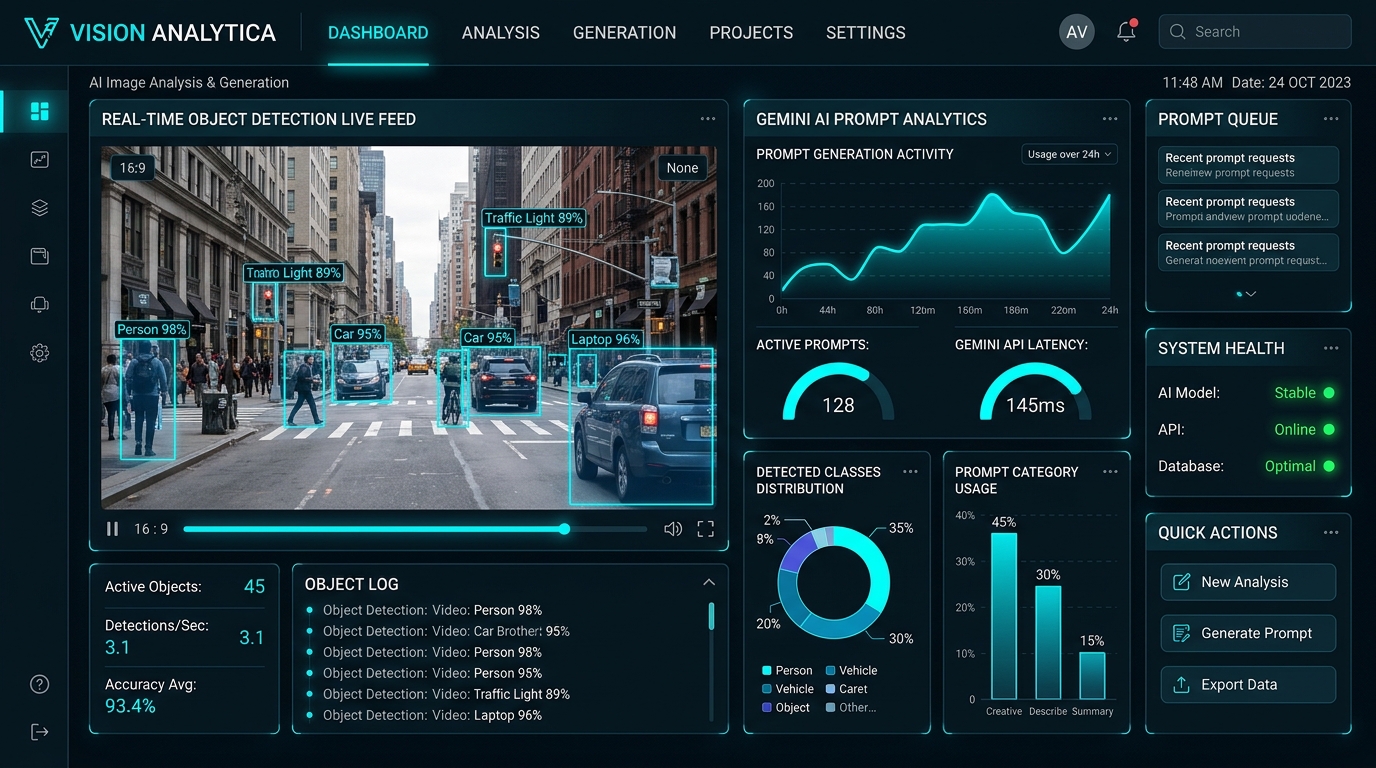 VISION ANALYTICA
DASHBOARD
ANALYSIS
GENERATION
PROJECTS
SETTINGS
AV
Search
AI Image Analysis & Generation
11:48 AM Date: 24 OCT 2023
REAL-TIME OBJECT DETECTION LIVE FEED
16:9
None
Traffic Light 89%
Light 89%
Person 98%
Car 95%
Car 95%
Laptop 96%
16 : 9
Active Objects: 45
Detections/Sec:
3.1
3.1
Accuracy Avg:
93.4%
OBJECT LOG
Object Detection: Video: Person 98%
Object Detection: Video: Car Brother: 95%
Object Detection: Video: Person 98%
Object Detection: Video: Person 95%
Object Detection: Video: Traffic Light 89%
Object Detection: Video: Laptop 96%
GEMINI AI PROMPT ANALYTICS
PROMPT GENERATION ACTIVITY
Usage over 24h
200
160
120
80
40
0
0h 44h 80h 120m 160m 180m 220m 24h
ACTIVE PROMPTS:
128
GEMINI API LATENCY:
145ms
DETECTED CLASSES
DISTRIBUTION
2%
35%
20%
30%
Person
Vehicle
Vehicle
Caret
Object
Other...
PROMPT CATEGORY
USAGE
40%
30%
20%
10%
0
45%
30%
15%
Creative Describe Summary
PROMPT QUEUE
Recent prompt requests
prompt requests
Recent prompt requests
prompt
Recent prompt requests
prompt
SYSTEM HEALTH
AI Model: Stable
API: Online
Database: Optimal
QUICK ACTIONS
New Analysis
Generate Prompt
Export Data